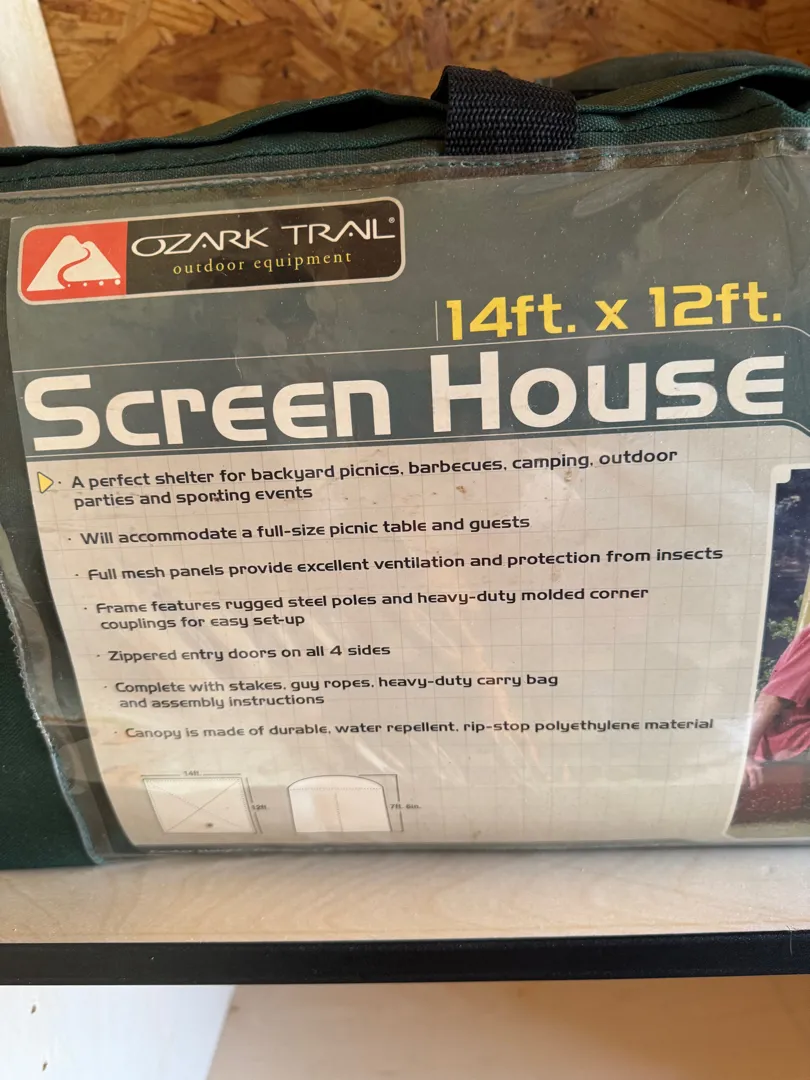 OZARK TRAIL®
outdoor equipment
14ft. x 12ft.
Screen House
· A perfect shelter for backyard picnics, barbecues, camping, outdoor
parties and sporting events
· Will accommodate a full-size picnic table and guests
· Full mesh panels provide excellent ventilation and protection from insects
· Frame features rugged steel poles and heavy-duty molded corner
couplings for easy set-up
· Zippered entry doors on all 4 sides
· Complete with stakes, guy ropes, heavy-duty carry bag
and assembly instructions
· Canopy is made of durable, water repellent, rip-stop polyethylene material
14ft.
12ft.
7ft. 6in.